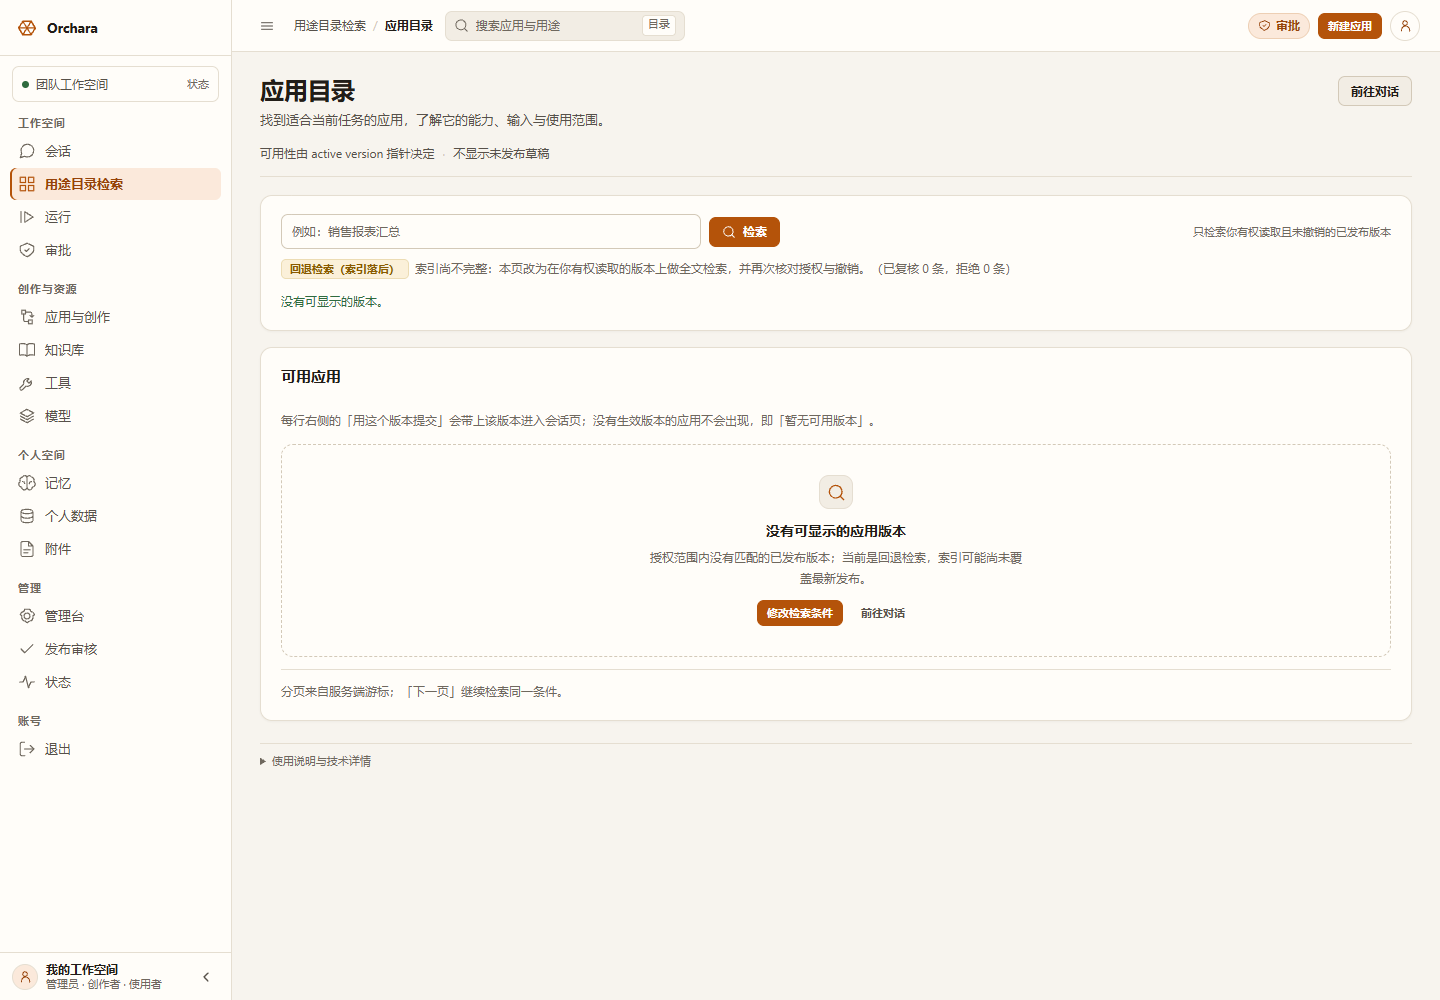 Orchara
团队工作空间 状态
工作空间
会话
用途目录检索
运行
审批
创作与资源
应用与创作
知识库
工具
模型
个人空间
记忆
个人数据
附件
管理
管理台
发布审核
状态
账号
退出
我的工作空间
管理员 · 创作者 · 使用者
用途目录检索 / 应用目录
搜索应用与用途 目录
审批
新建应用
应用目录
前往对话
找到适合当前任务的应用，了解它的能力、输入与使用范围。
可用性由 active version 指针决定 · 不显示未发布草稿
例如：销售报表汇总
检索
只检索你有权读取且未撤销的已发布版本
回退检索（索引落后） 索引尚不完整：本页改为在你有权读取的版本上做全文检索，并再次核对授权与撤销。（已复核 0 条，拒绝 0 条）
没有可显示的版本。
可用应用
每行右侧的「用这个版本提交」会带上该版本进入会话页；没有生效版本的应用不会出现，即「暂无可用版本」。
没有可显示的应用版本
授权范围内没有匹配的已发布版本；当前是回退检索，索引可能尚未覆
盖最新发布。
修改检索条件 前往对话
分页来自服务端游标；「下一页」继续检索同一条件。
使用说明与技术详情